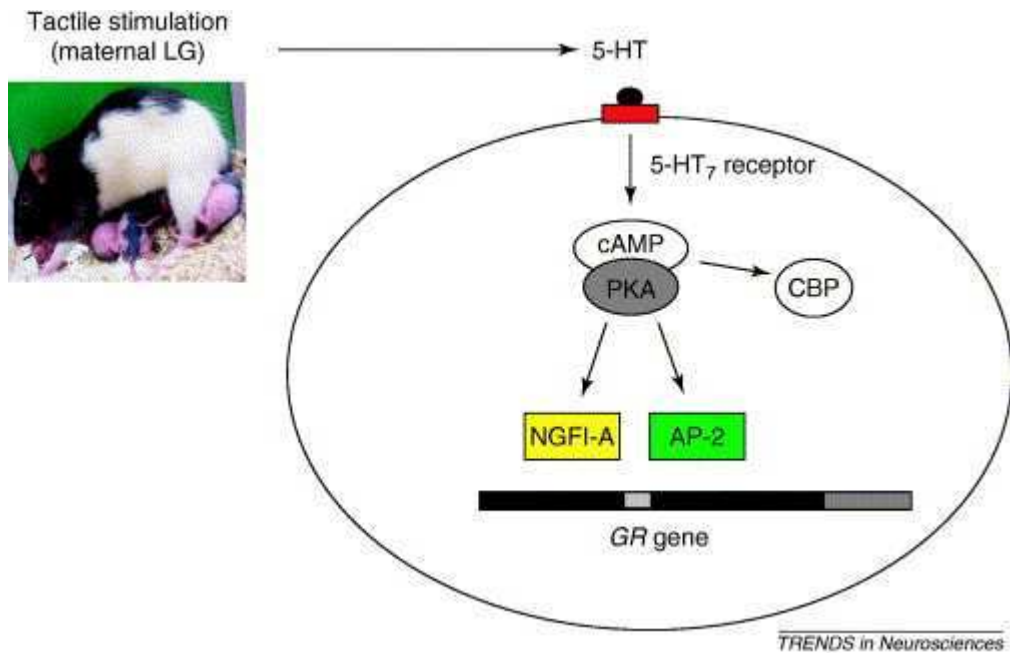 Tactile stimulation
(maternal LG)
5-HT
5-HT7 receptor
cAMP
PKA
CBP
NGFI-A
AP-2
GR gene
TRENDS in Neurosciences